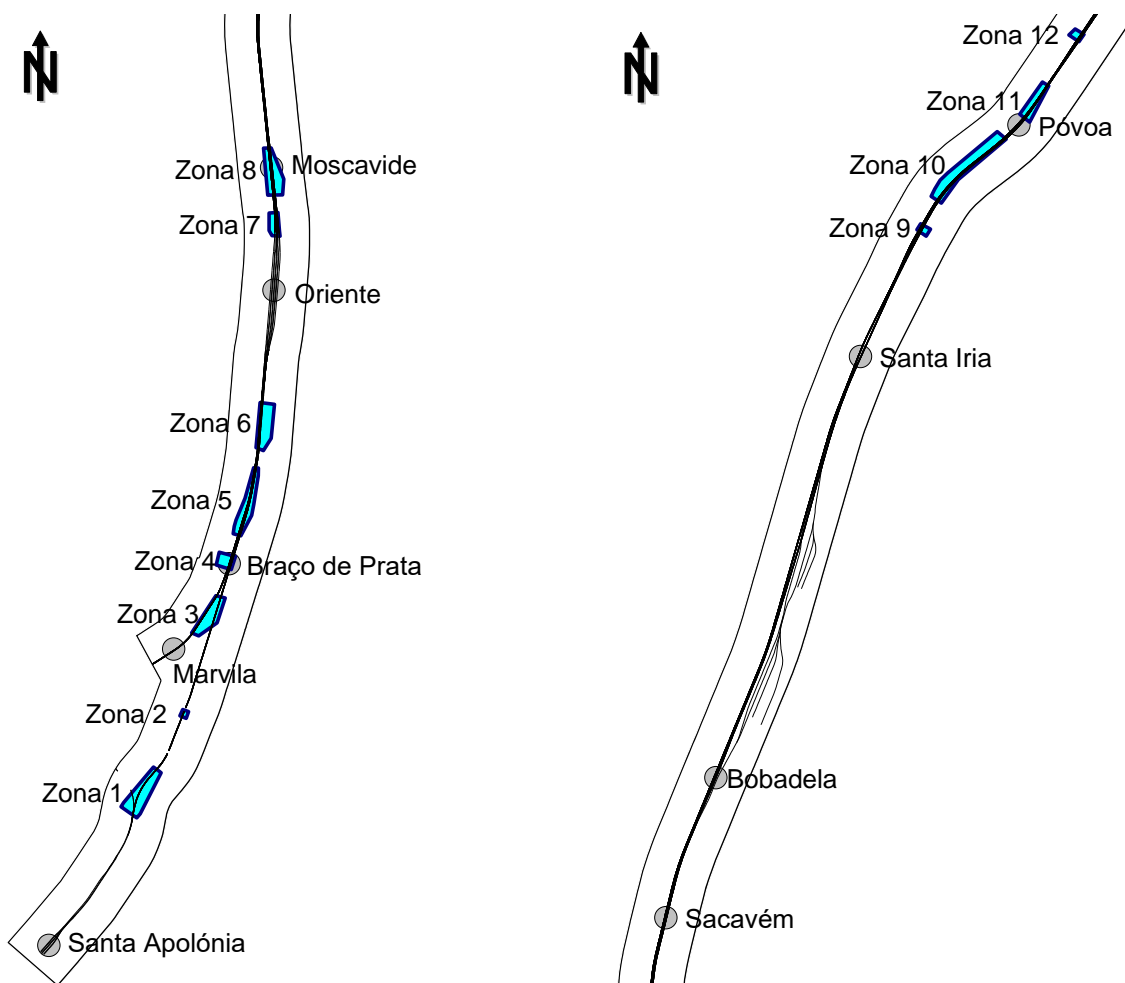 N
Zona 8
Moscavide
Zona 7
Oriente
Zona 6
Zona 5
Zona 4
Braço de Prata
Zona 3
Marvila
Zona 2
Zona 1
Santa Apolónia
N
Zona 12
Zona 11
Póvoa
Zona 10
Zona 9
Santa Iria
Bobadela
Sacavém